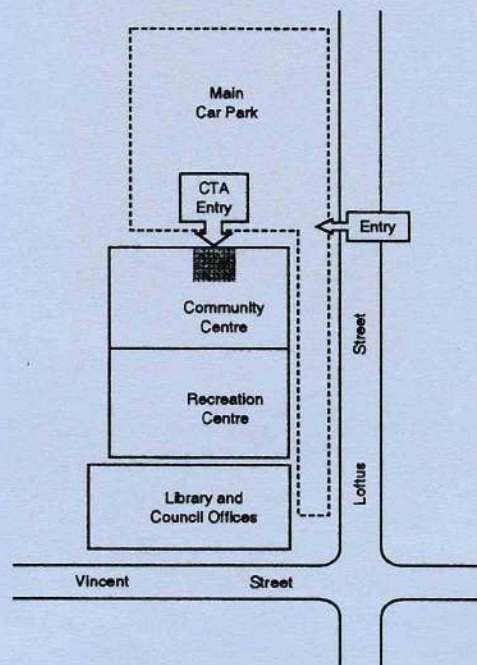 Main
Car Park
CTA
Entry
Entry
Community
Centre
Street
Recreation
Centre
Loftus
Library and
Council Offices
Vincent Street